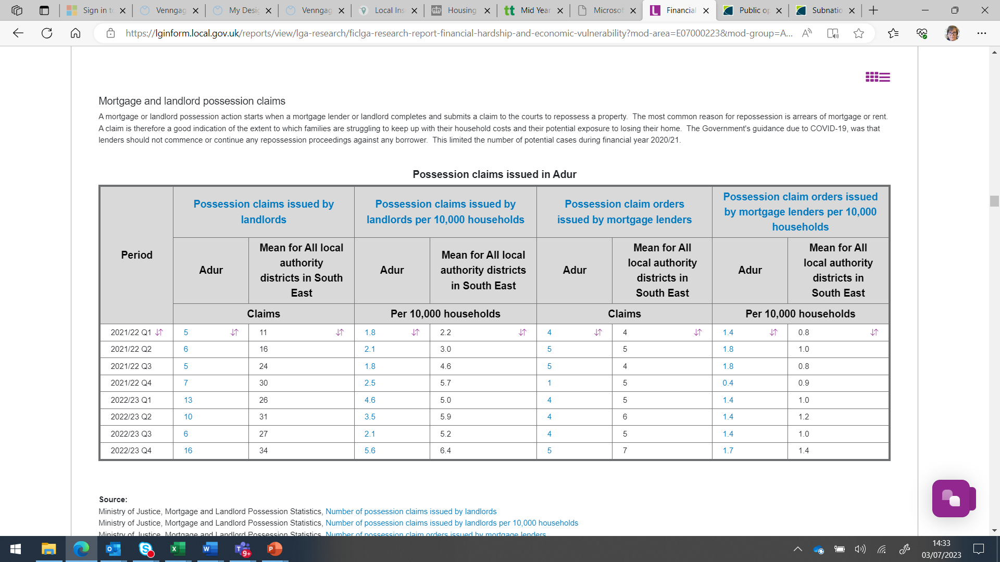 Sign in to
Venngag
My Desig
Venngag
Local Ins
Housing
tt Mid Year
Microsof
L Financial
Public op
Subnatio
https://lginform.local.gov.uk/reports/view/lga-research/ficlga-research-report-financial-hardship-and-economic-vulnerability?mod-area=E07000223&mod-group=A...
Mortgage and landlord possession claims
A mortgage or landlord possession action starts when a mortgage lender or landlord completes and submits a claim to the courts to repossess a property.  The most common reason for repossession is arrears of mortgage or rent.
A claim is therefore a good indication of the extent to which families are struggling to keep up with their household costs and their potential exposure to losing their home.  The Government's guidance due to COVID-19, was that
lenders should not commence or continue any repossession proceedings against any borrower.  This limited the number of potential cases during financial year 2020/21.
Possession claims issued in Adur
Period
Possession claims issued by
landlords
Possession claims issued by
landlords per 10,000 households
Possession claim orders
issued by mortgage lenders
Possession claim orders issued
by mortgage lenders per 10,000
households
Adur
Mean for All local
authority
districts in South
East
Adur
Mean for All local
authority districts
in South East
Adur
Mean for All
local authority
districts in
South East
Adur
Mean for All
local authority
districts in
South East
Claims Per 10,000 households Claims Per 10,000 households
2021/22 Q1 5 11 1.8 2.2 4 4 1.4 0.8
2021/22 Q2 6 16 2.1 3.0 5 5 1.8 1.0
2021/22 Q3 5 24 1.8 4.6 5 4 1.8 0.8
2021/22 Q4 7 30 2.5 5.7 1 5 0.4 0.9
2022/23 Q1 13 26 4.6 5.0 4 5 1.4 1.0
2022/23 Q2 10 31 3.5 5.9 4 6 1.4 1.2
2022/23 Q3 6 27 2.1 5.2 4 5 1.4 1.0
2022/23 Q4 16 34 5.6 6.4 5 7 1.7 1.4
Source:
Ministry of Justice, Mortgage and Landlord Possession Statistics, Number of possession claims issued by landlords
Ministry of Justice, Mortgage and Landlord Possession Statistics, Number of possession claims issued by landlords per 10,000 households
Ministry of Justice, Mortgage and Landlord Possession Statistics, Number of possession claim orders issued by mortgage lenders
9+
14:33
03/07/2023